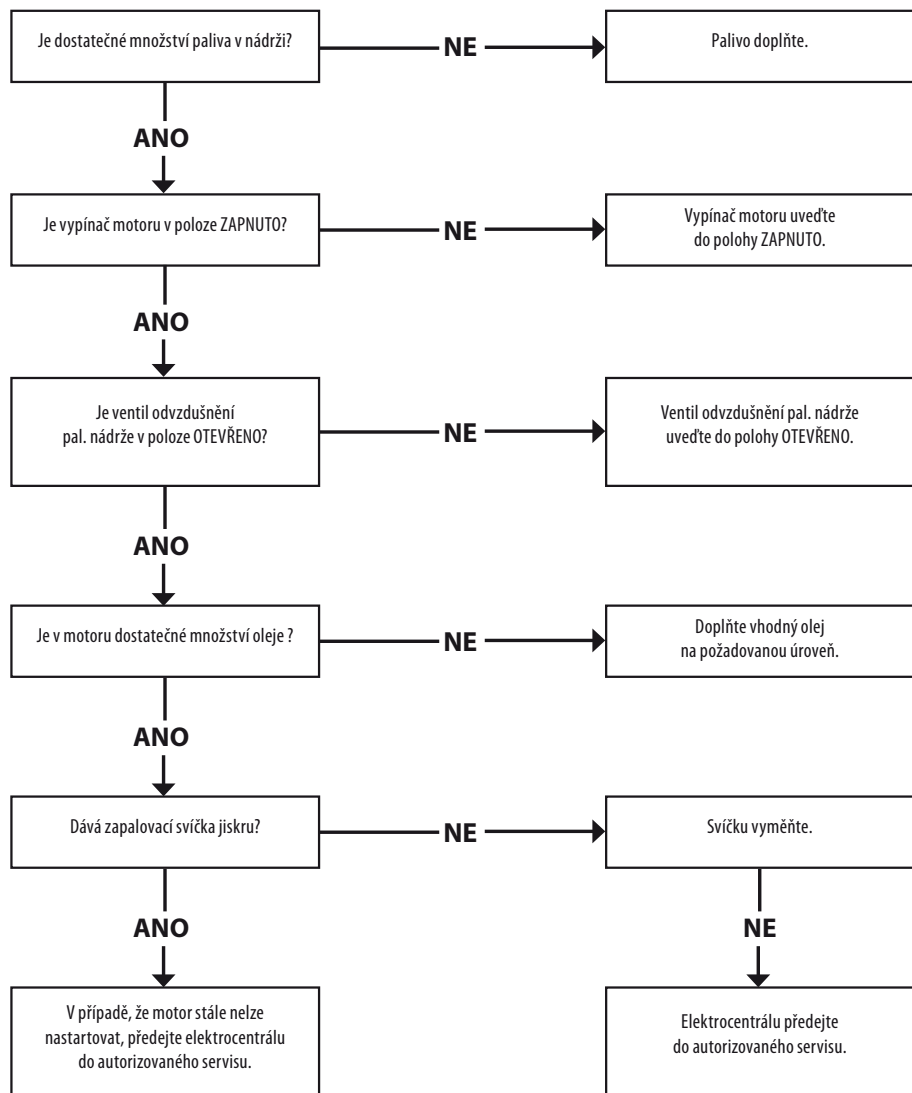 Je dostatečné množství paliva v nádrži?
NE
Palivo doplňte.
ANO
Je vypínač motoru v poloze ZAPNUTO?
NE
Vypínač motoru uveďte
do polohy ZAPNUTO.
ANO
Je ventil odvzdušnění
pal. nádrže v poloze OTEVŘENO?
NE
Ventil odvzdušnění pal. nádrže
uveďte do polohy OTEVŘENO.
ANO
Je v motoru dostatečné množství oleje ?
NE
Doplňte vhodný olej
na požadovanou úroveň.
ANO
Dává zapalovací svíčka jiskru?
NE
Svíčku vyměňte.
ANO
NE
V případě, že motor stále nelze
nastartovat, předejte elektrocentrálu
do autorizovaného servisu.
Elektrocentrálu předejte
do autorizovaného servisu.